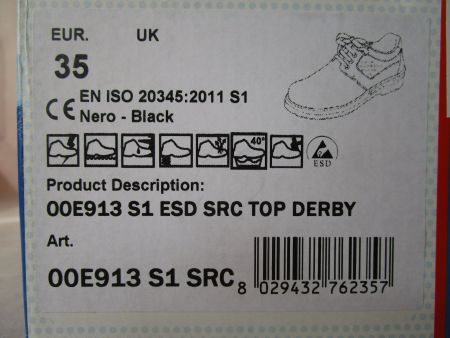 EUR. UK
35
CE EN ISO 20345:2011 S1
Nero - Black
40°
ESD
Product Description:
00E913 S1 ESD SRC TOP DERBY
Art.
00E913 S1 SRC
8 029432 762357